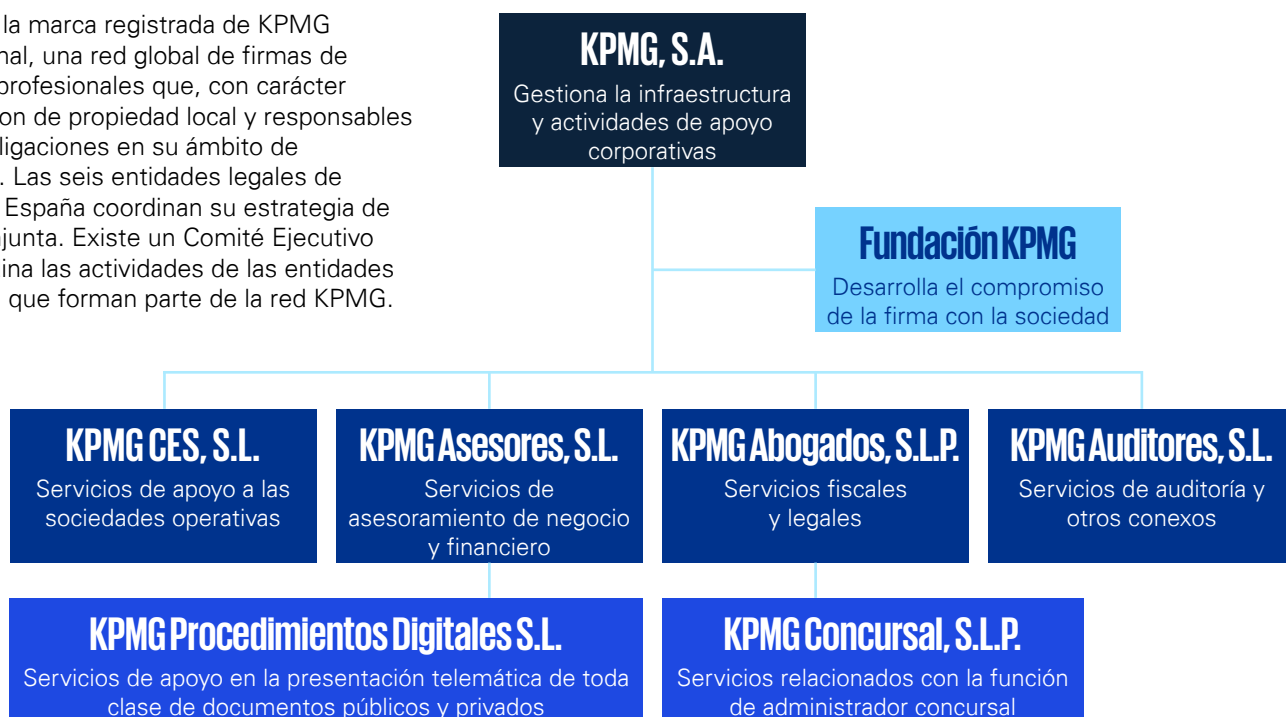 la marca registrada de KPMG
nal, una red global de firmas de
profesionales que, con carácter
on de propiedad local y responsables
ligaciones en su ámbito de
. Las seis entidades legales de
España coordinan su estrategia de
njunta. Existe un Comité Ejecutivo
ina las actividades de las entidades
que forman parte de la red KPMG.
KPMG, S.A.
Gestiona la infraestructura
y actividades de apoyo
corporativas
Fundación KPMG
Desarrolla el compromiso
de la firma con la sociedad
KPMG CES, S.L.
Servicios de apoyo a las
sociedades operativas
KPMG Asesores, S.L.
Servicios de
asesoramiento de negocio
y financiero
KPMG Abogados, S.L.P.
Servicios fiscales
y legales
KPMG Auditores, S.L.
Servicios de auditoría y
otros conexos
KPMG Procedimientos Digitales S.L.
Servicios de apoyo en la presentación telemática de toda
clase de documentos públicos y privados
KPMG Concursal, S.L.P.
Servicios relacionados con la función
de administrador concursal